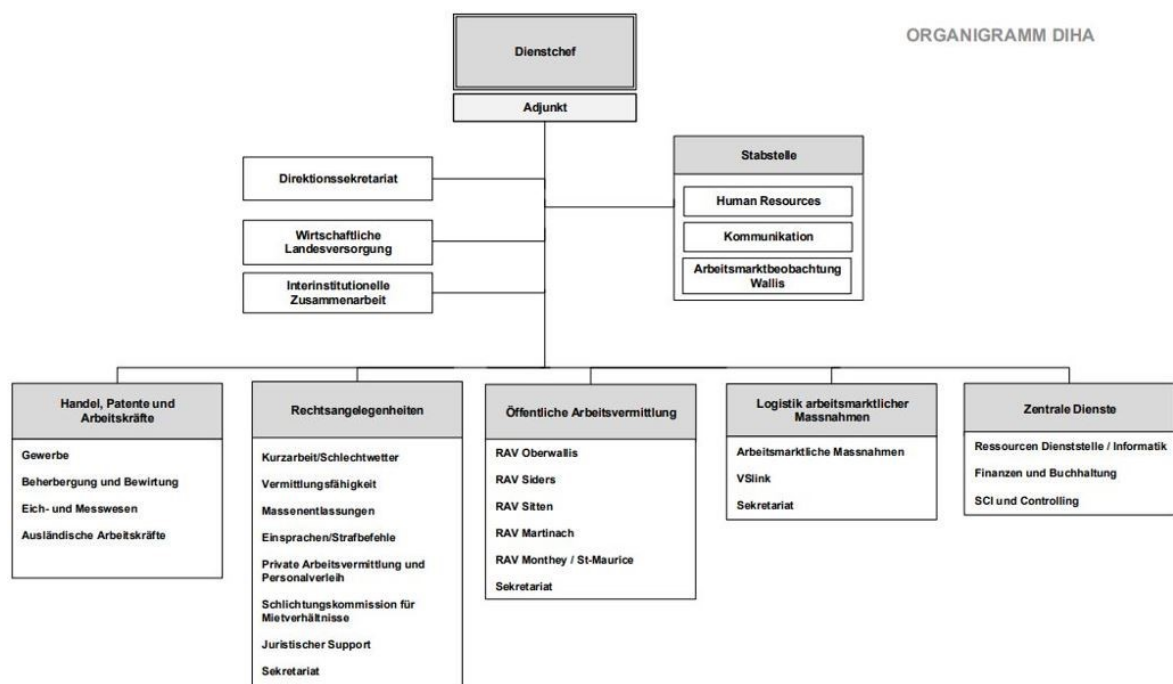 ORGANIGRAMM DIHA
Dienstchef
Adjunkt
Direktionssekretariat
Wirtschaftliche
Landesversorgung
Interinstitutionelle
Zusammenarbeit
Stabstelle
Human Resources
Kommunikation
Arbeitsmarktbeobachtung
Wallis
Handel, Patente und
Arbeitskräfte
Gewerbe
Beherbergung und Bewirtung
Eich- und Messwesen
Ausländische Arbeitskräfte
Rechtsangelegenheiten
Kurzarbeit/Schlechtwetter
Vermittlungsfähigkeit
Massenentlassungen
Einsprachen/Strafbefehle
Private Arbeitsvermittlung und
Personalverleih
Schlichtungskommission für
Mietverhältnisse
Juristischer Support
Sekretariat
Öffentliche Arbeitsvermittlung
RAV Oberwallis
RAV Siders
RAV Sitten
RAV Martinach
RAV Monthey / St-Maurice
Sekretariat
Logistik arbeitsmarktlicher
Massnahmen
Arbeitsmarktliche Massnahmen
VSlink
Sekretariat
Zentrale Dienste
Ressourcen Dienststelle / Informatik
Finanzen und Buchhaltung
SCI und Controlling